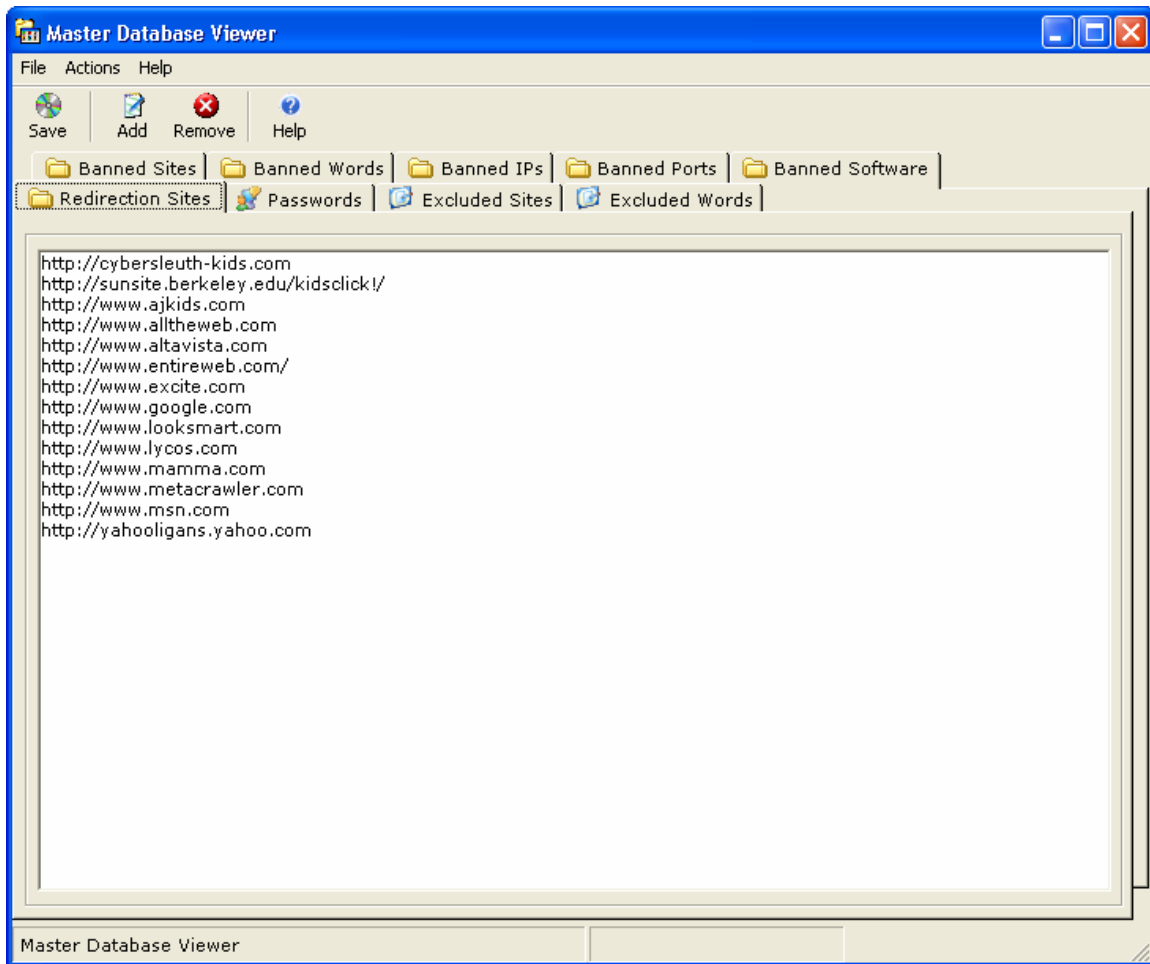 Master Database Viewer
File Actions Help
Save Add Remove Help
Banned Sites Banned Words Banned IPs Banned Ports Banned Software
Redirection Sites Passwords Excluded Sites Excluded Words
http://cybersleuth-kids.com
http://sunsite.berkeley.edu/kidsclick!/
http://www.ajkids.com
http://www.alltheweb.com
http://www.altavista.com
http://www.entireweb.com/
http://www.excite.com
http://www.google.com
http://www.looksmart.com
http://www.lycos.com
http://www.mamma.com
http://www.metacrawler.com
http://www.msn.com
http://yahooligans.yahoo.com
Master Database Viewer